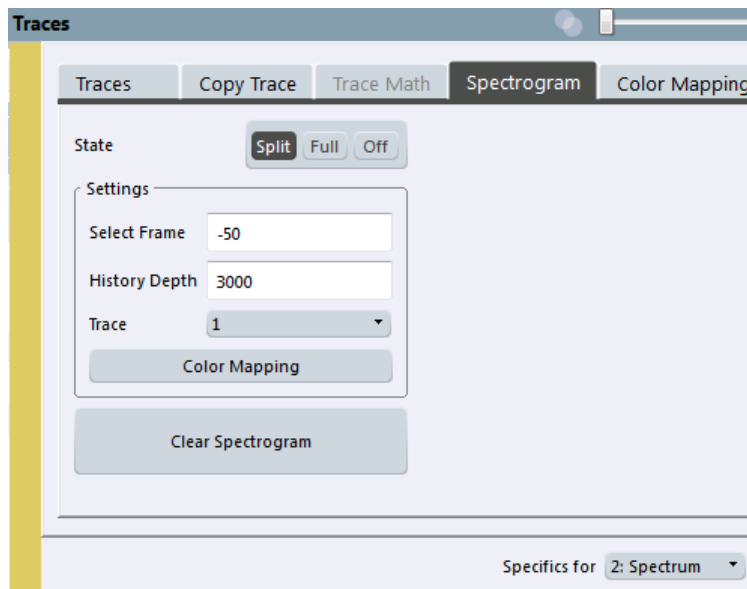 Traces
Traces Copy Trace Trace Math Spectrogram Color Mapping
State Split Full Off
Settings
Select Frame -50
History Depth 3000
Trace 1
Color Mapping
Clear Spectrogram
Specifics for 2: Spectrum